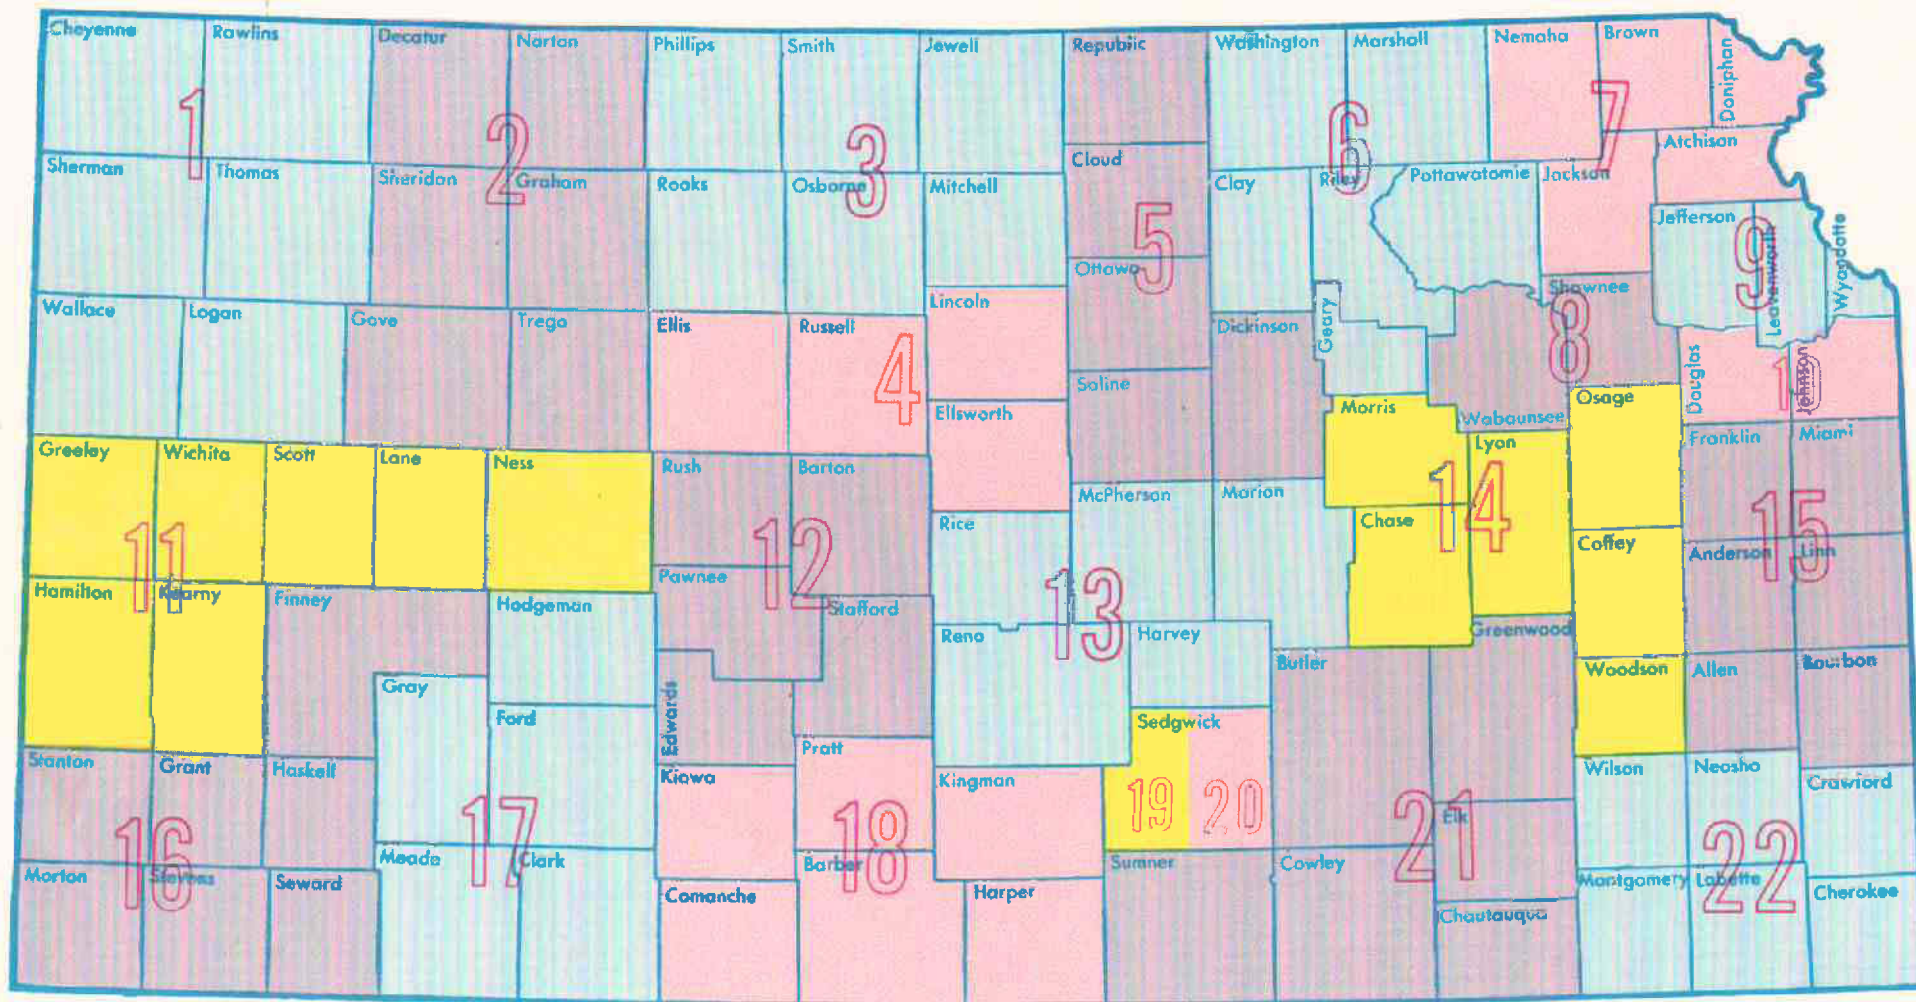 Cheyenne
Rawlins
Decatur
Norton
Phillips
Smith
Jewell
Republic
Washington
Marshall
Nemaha
Brown
Doniphan
1
2
3
6
7
Sherman
Thomas
Sheridan
Graham
Rooks
Osborne
Mitchell
Cloud
Clay
Riley
Pottawatomie
Jackson
Atchison
5
Jefferson
9
Leavenworth
Wyandotte
Ottawa
Wallace
Logan
Gove
Trego
Ellis
Russell
4
Lincoln
Dickinson
Geary
Shawnee
8
Saline
Ellsworth
Morris
Wabaunsee
Osage
Douglas
10
Johnson
Greeley
Wichita
Scott
Lane
Ness
Rush
Barton
McPherson
Marion
Lyon
14
Franklin
Miami
15
11
12
Rice
Chase
Coffey
Anderson
Linn
Hamilton
Kearny
Finney
Hodgeman
Pawnee
Stafford
13
Reno
Harvey
Greenwood
Butler
Woodson
Allen
Bourbon
Gray
Ford
Edwards
Sedgwick
19
20
Stanton
Grant
Haskell
Kiowa
Pratt
Kingman
Wilson
Neosho
Crawford
16
17
18
21
Elk
22
Morton
Stevens
Seward
Meade
Clark
Comanche
Barber
Harper
Sumner
Cowley
Chautauqua
Montgomery
Labette
Cherokee